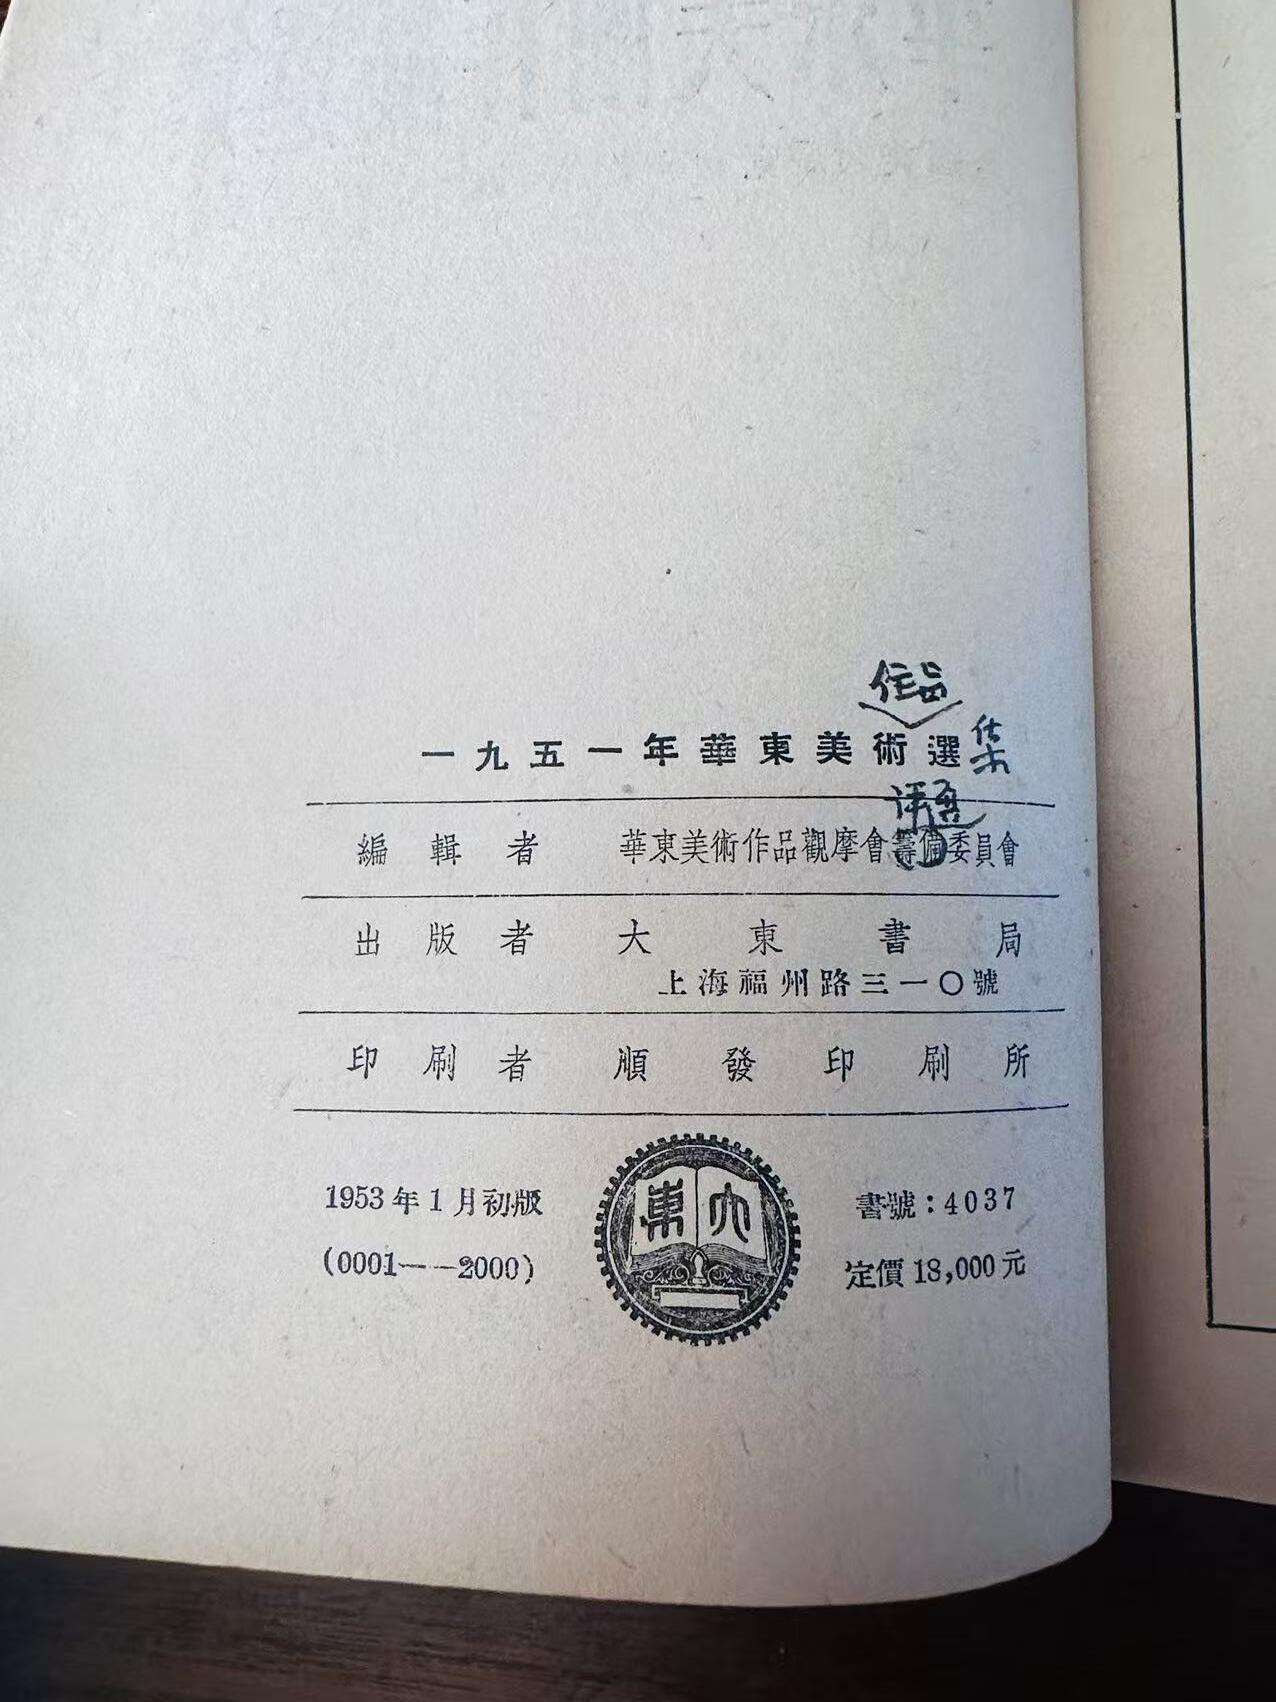 作品
一九五一年華東美術選集
評選
編輯者 華東美術作品觀摩會籌備委員會
出版者 大東書局
上海福州路三一〇號
印刷者 順發印刷所
1953年1月初版
(0001——2000)
東大
書號：4037
定價18,000元